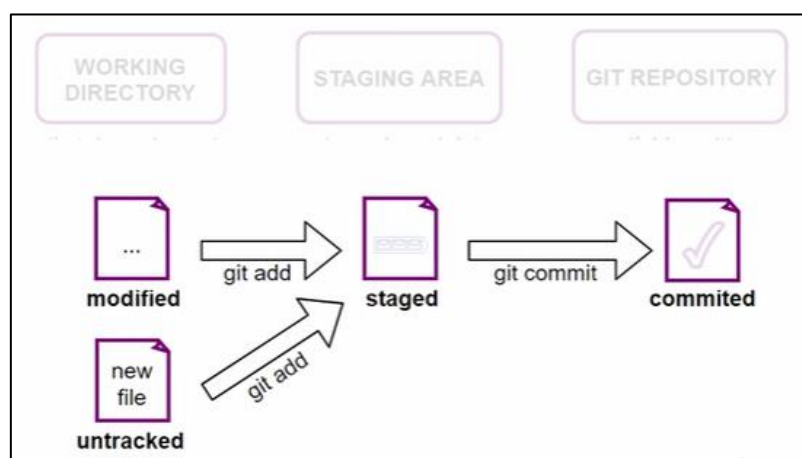 WORKING
DIRECTORY
STAGING AREA
GIT REPOSITORY
...
modified
git add
staged
git commit
commited
new
file
untracked
git add